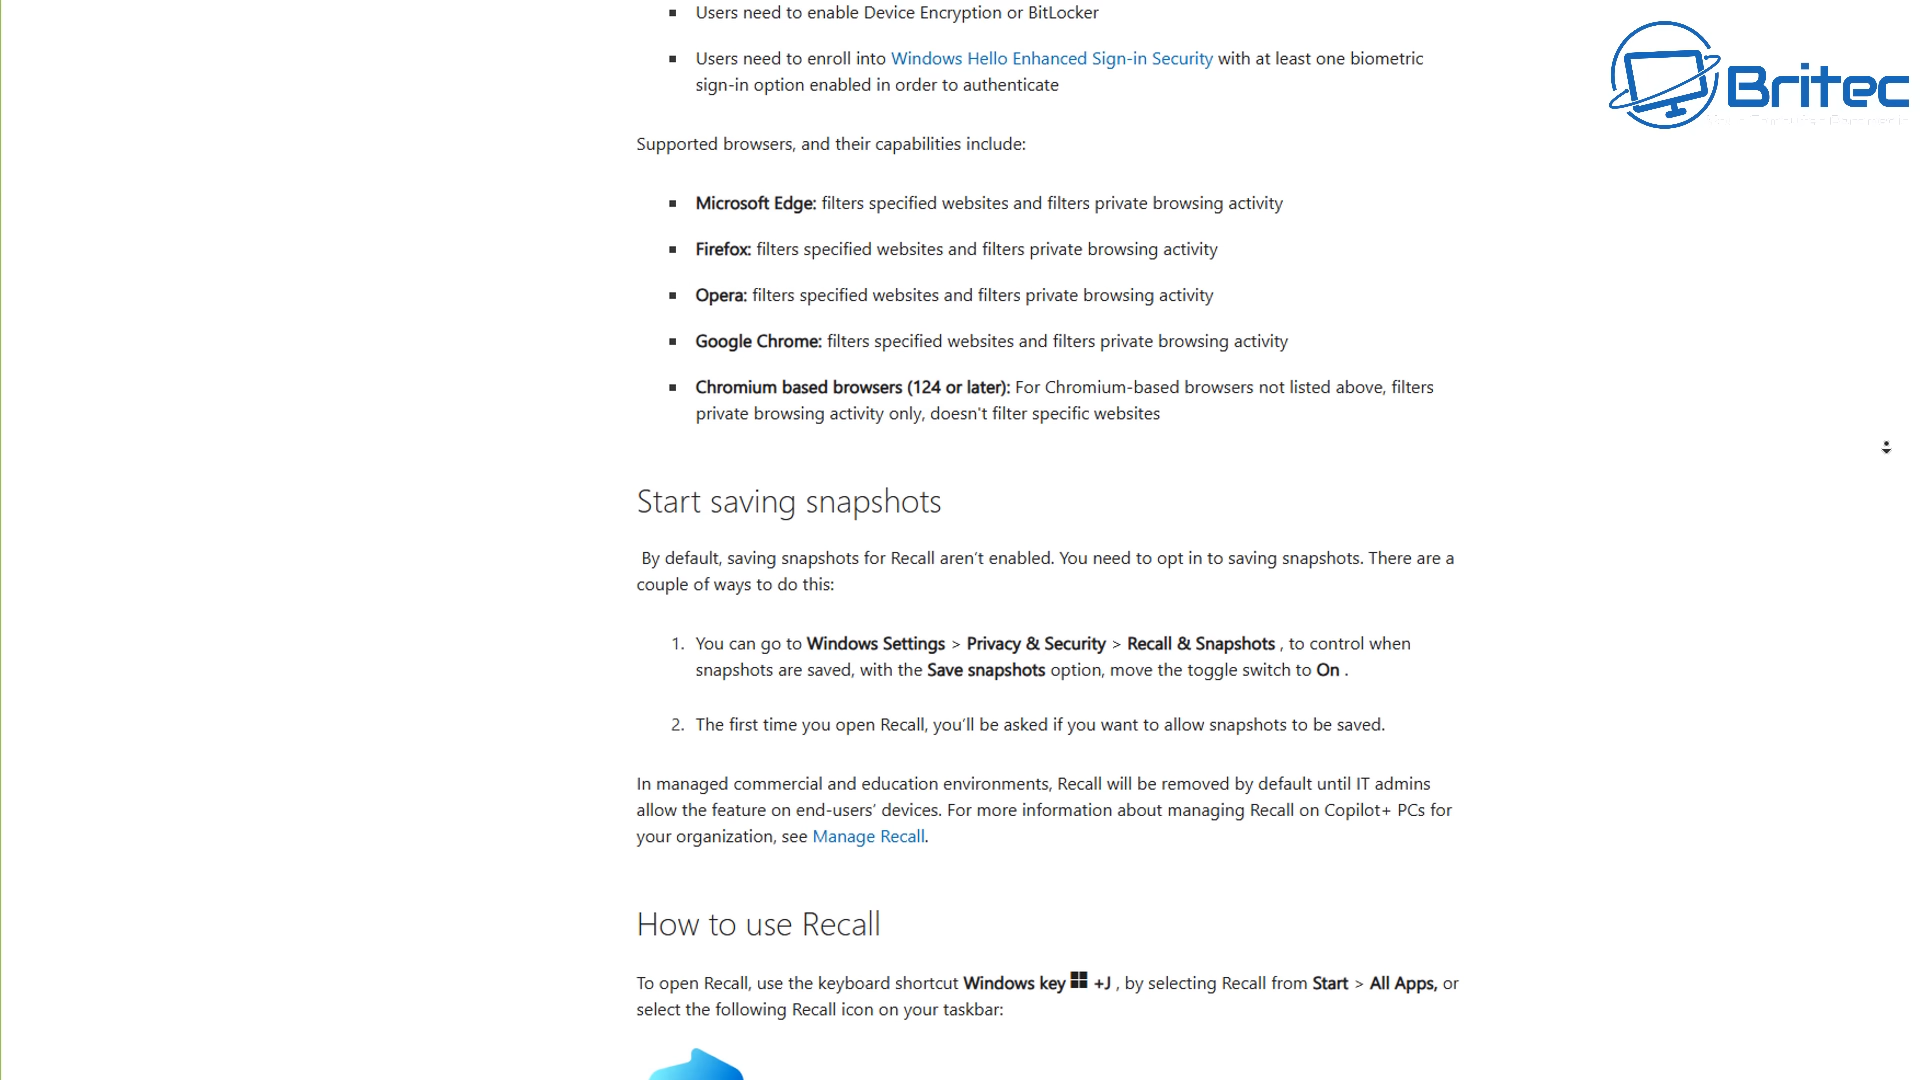 Users need to enable Device Encryption or BitLocker
Users need to enroll into Windows Hello Enhanced Sign-in Security with at least one biometric
sign-in option enabled in order to authenticate
Britec
Supported browsers, and their capabilities include:
Microsoft Edge: filters specified websites and filters private browsing activity
Firefox: filters specified websites and filters private browsing activity
Opera: filters specified websites and filters private browsing activity
Google Chrome: filters specified websites and filters private browsing activity
Chromium based browsers (124 or later): For Chromium-based browsers not listed above, filters
private browsing activity only, doesn't filter specific websites
Start saving snapshots
By default, saving snapshots for Recall aren't enabled. You need to opt in to saving snapshots. There are a
couple of ways to do this:
1. You can go to Windows Settings > Privacy & Security > Recall & Snapshots , to control when
snapshots are saved, with the Save snapshots option, move the toggle switch to On .
2. The first time you open Recall, you'll be asked if you want to allow snapshots to be saved.
In managed commercial and education environments, Recall will be removed by default until IT admins
allow the feature on end-users' devices. For more information about managing Recall on Copilot+ PCs for
your organization, see Manage Recall.
How to use Recall
To open Recall, use the keyboard shortcut Windows key +J , by selecting Recall from Start > All Apps, or
select the following Recall icon on your taskbar: